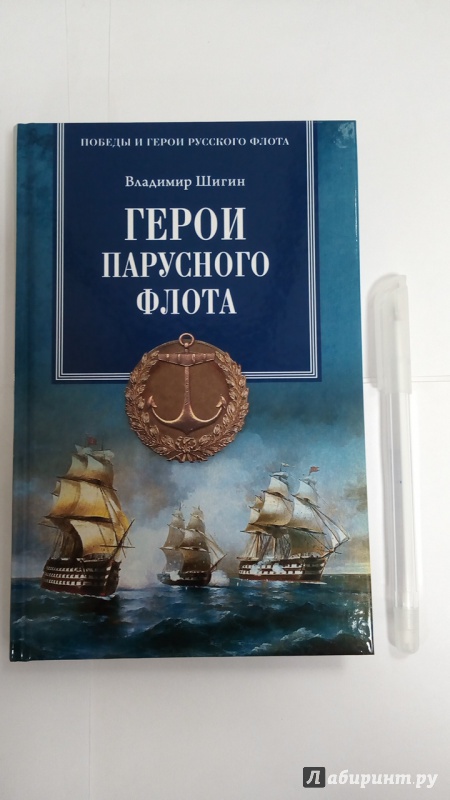 ПОБЕДЫ И ГЕРОИ РУССКОГО ФЛОТА
Владимир Шигин
ГЕРОИ
ПАРУСНОГО
ФЛОТА
Лабиринт.ру